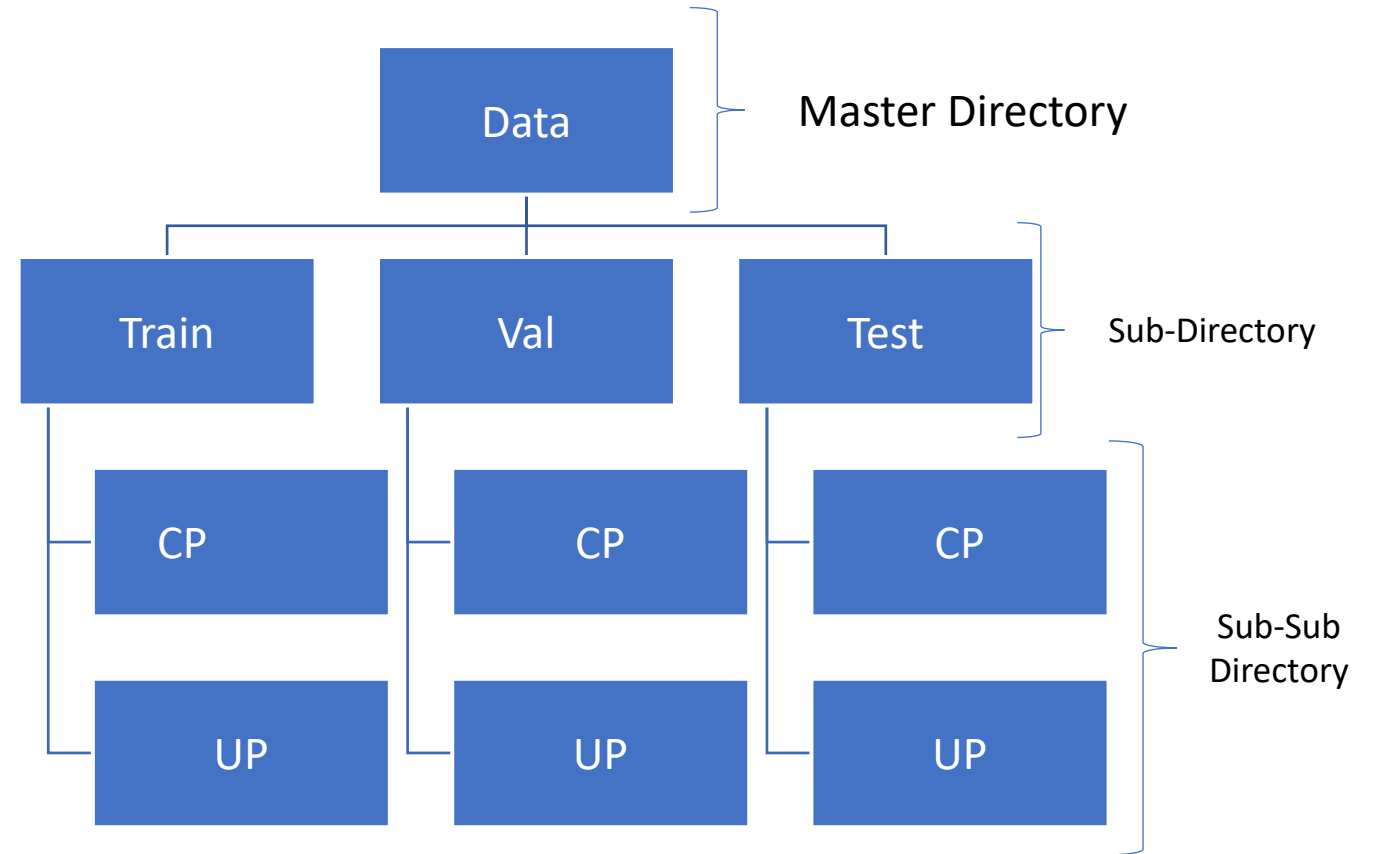 Data
Master Directory
Train
Val
Test
Sub-Directory
CP
CP
CP
Sub-Sub
Directory
UP
UP
UP